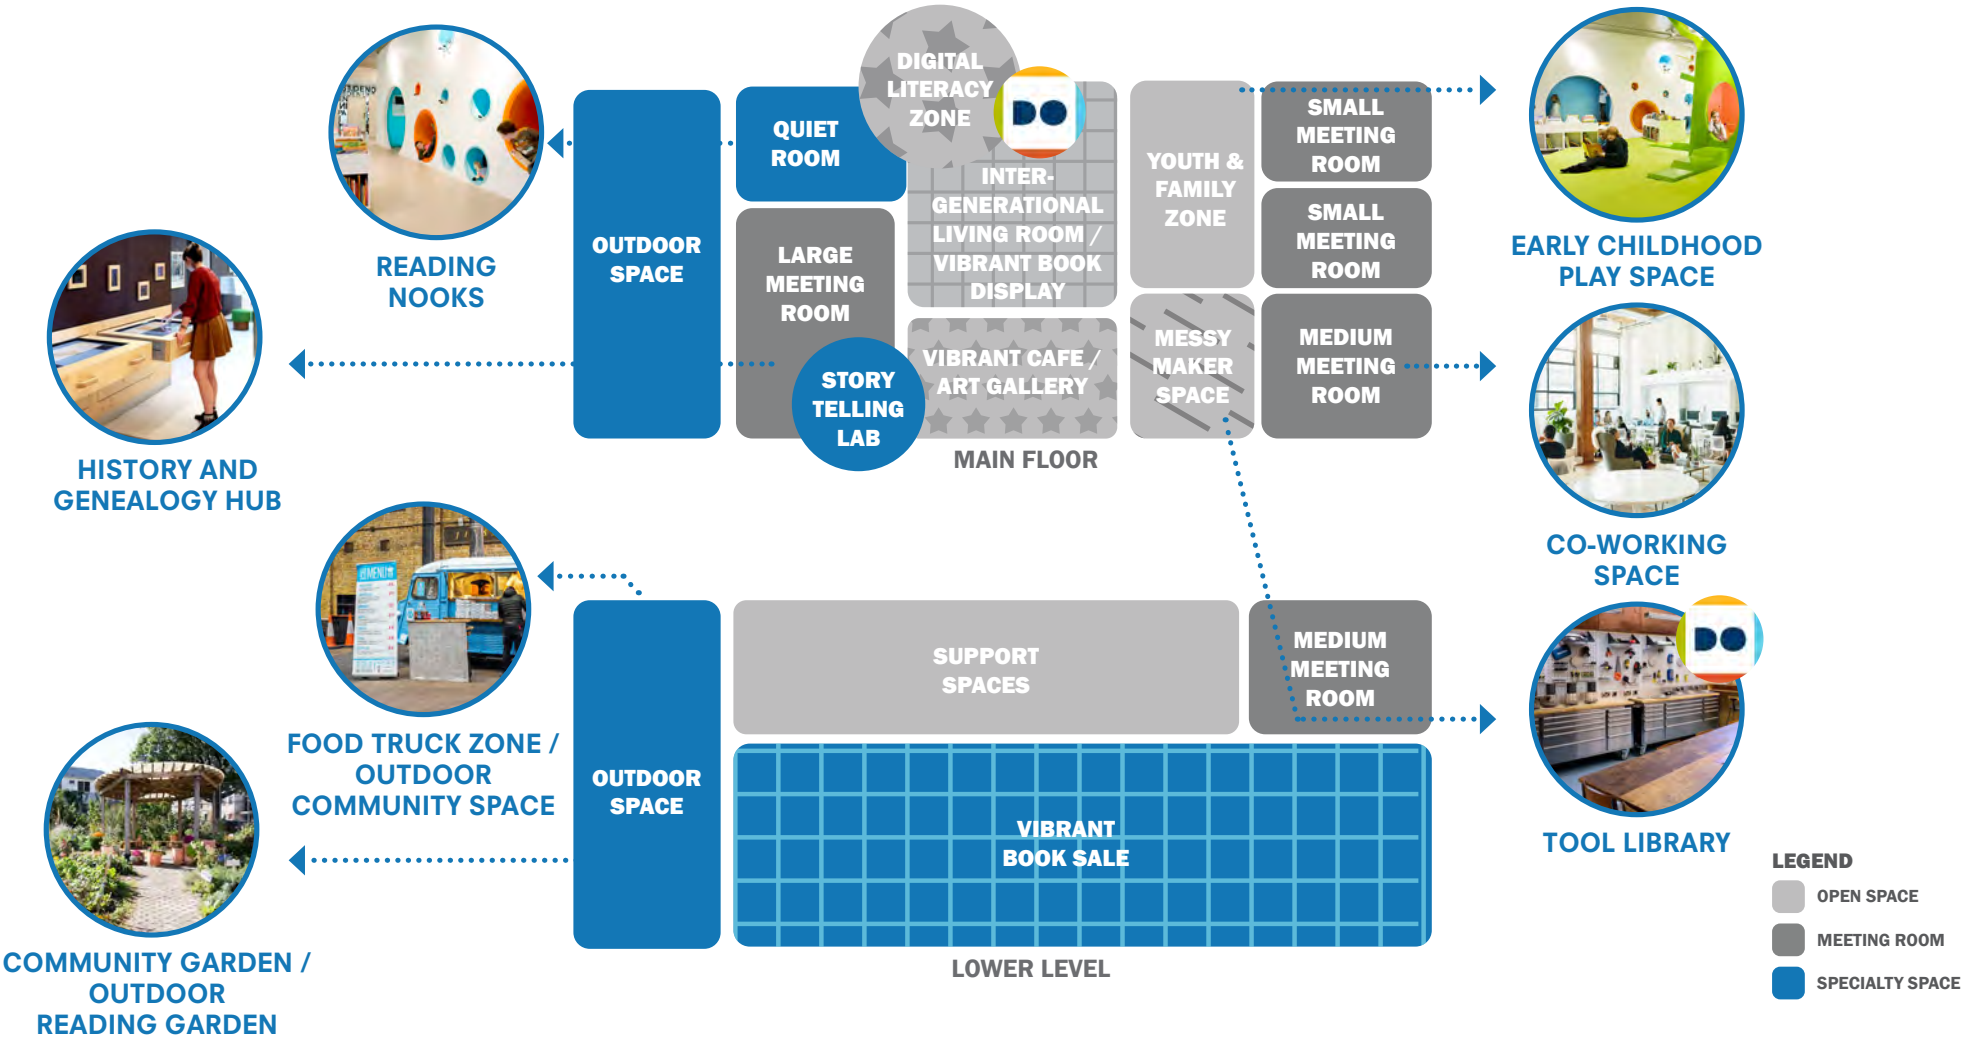 READING
NOOKS
HISTORY AND
GENEALOGY HUB
OUTDOOR
SPACE
QUIET
ROOM
LARGE
MEETING
ROOM
STORY
TELLING
LAB
DIGITAL
LITERACY
ZONE
DO
INTER-
GENERATIONAL
LIVING ROOM /
VIBRANT BOOK
DISPLAY
VIBRANT CAFE /
ART GALLERY
YOUTH &
FAMILY
ZONE
MESSY
MAKER
SPACE
SMALL
MEETING
ROOM
SMALL
MEETING
ROOM
MEDIUM
MEETING
ROOM
MAIN FLOOR
EARLY CHILDHOOD
PLAY SPACE
CO-WORKING
SPACE
MENU
FOOD TRUCK ZONE /
OUTDOOR
COMMUNITY SPACE
COMMUNITY GARDEN /
OUTDOOR
READING GARDEN
OUTDOOR
SPACE
SUPPORT
SPACES
MEDIUM
MEETING
ROOM
VIBRANT
BOOK SALE
LOWER LEVEL
DO
TOOL LIBRARY
LEGEND
OPEN SPACE
MEETING ROOM
SPECIALTY SPACE